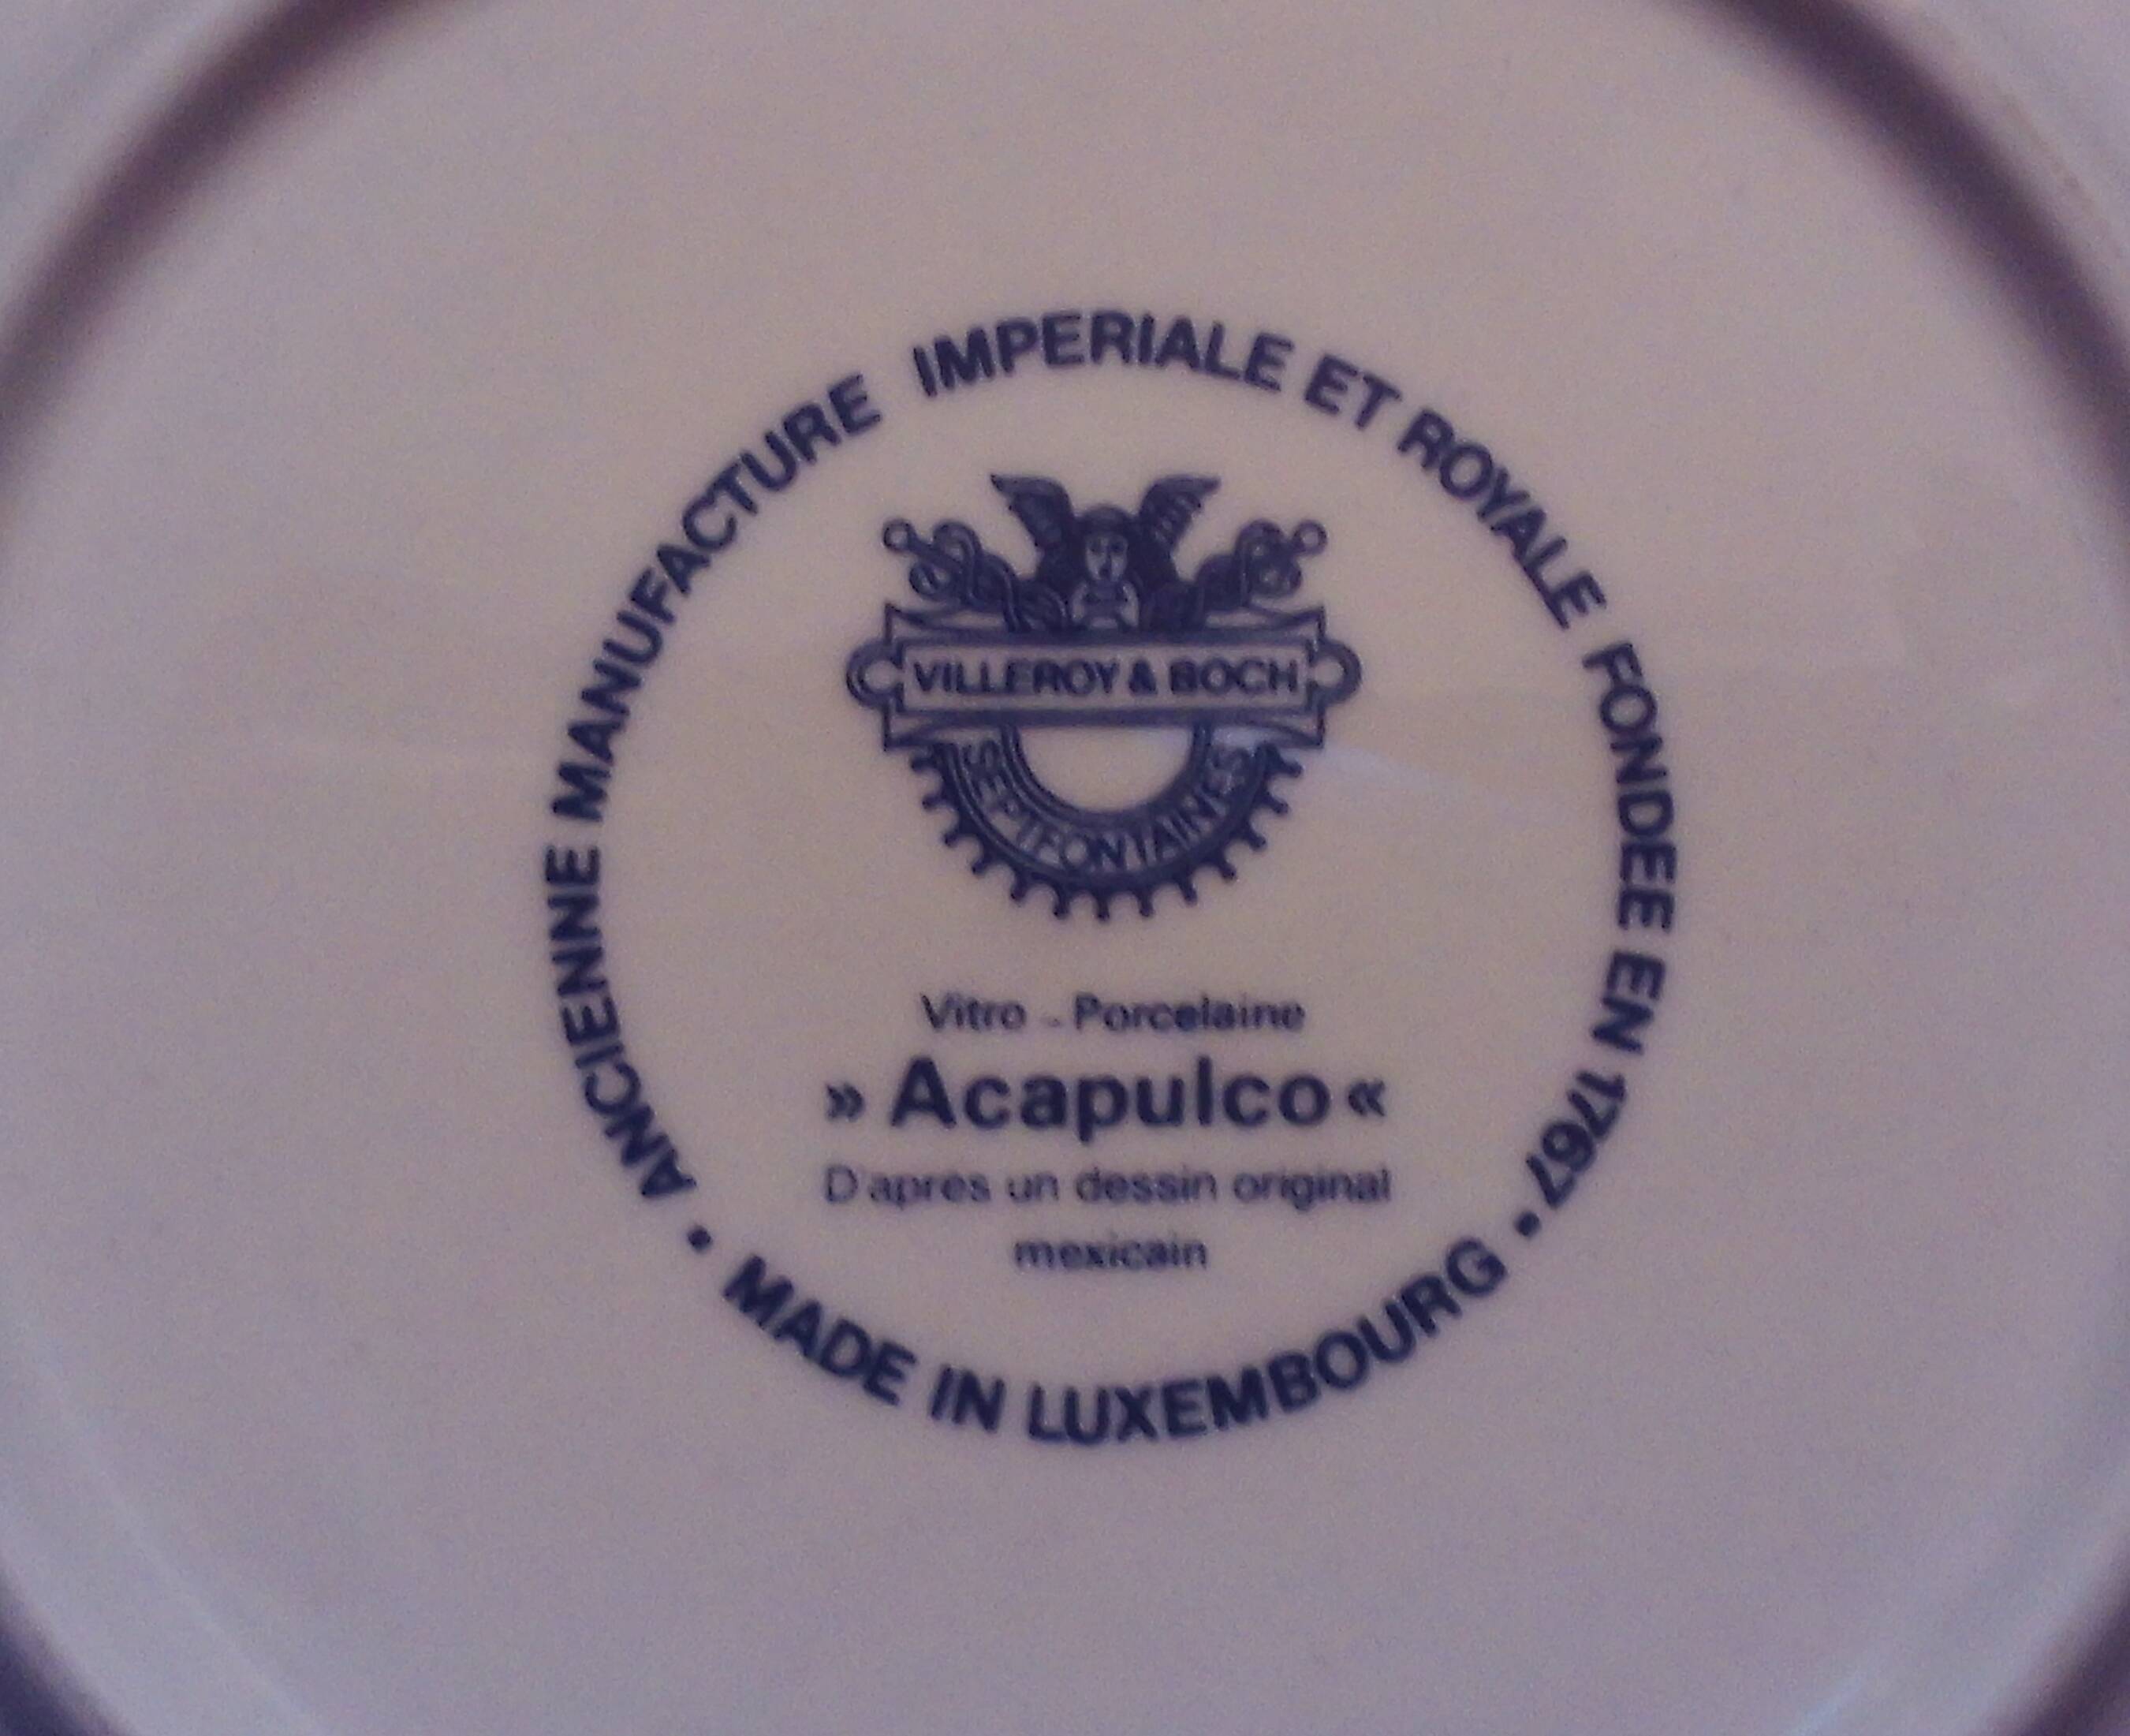 ANCIENNE MANUFACTURE IMPERIALE ET ROYALE FONDEE EN 1767 •
VILLEROY & BOCH
SEPTFONTAINES
Vitro - Porcelaine
» Acapulco «
D'après un dessin original
mexicain
• MADE IN LUXEMBOURG